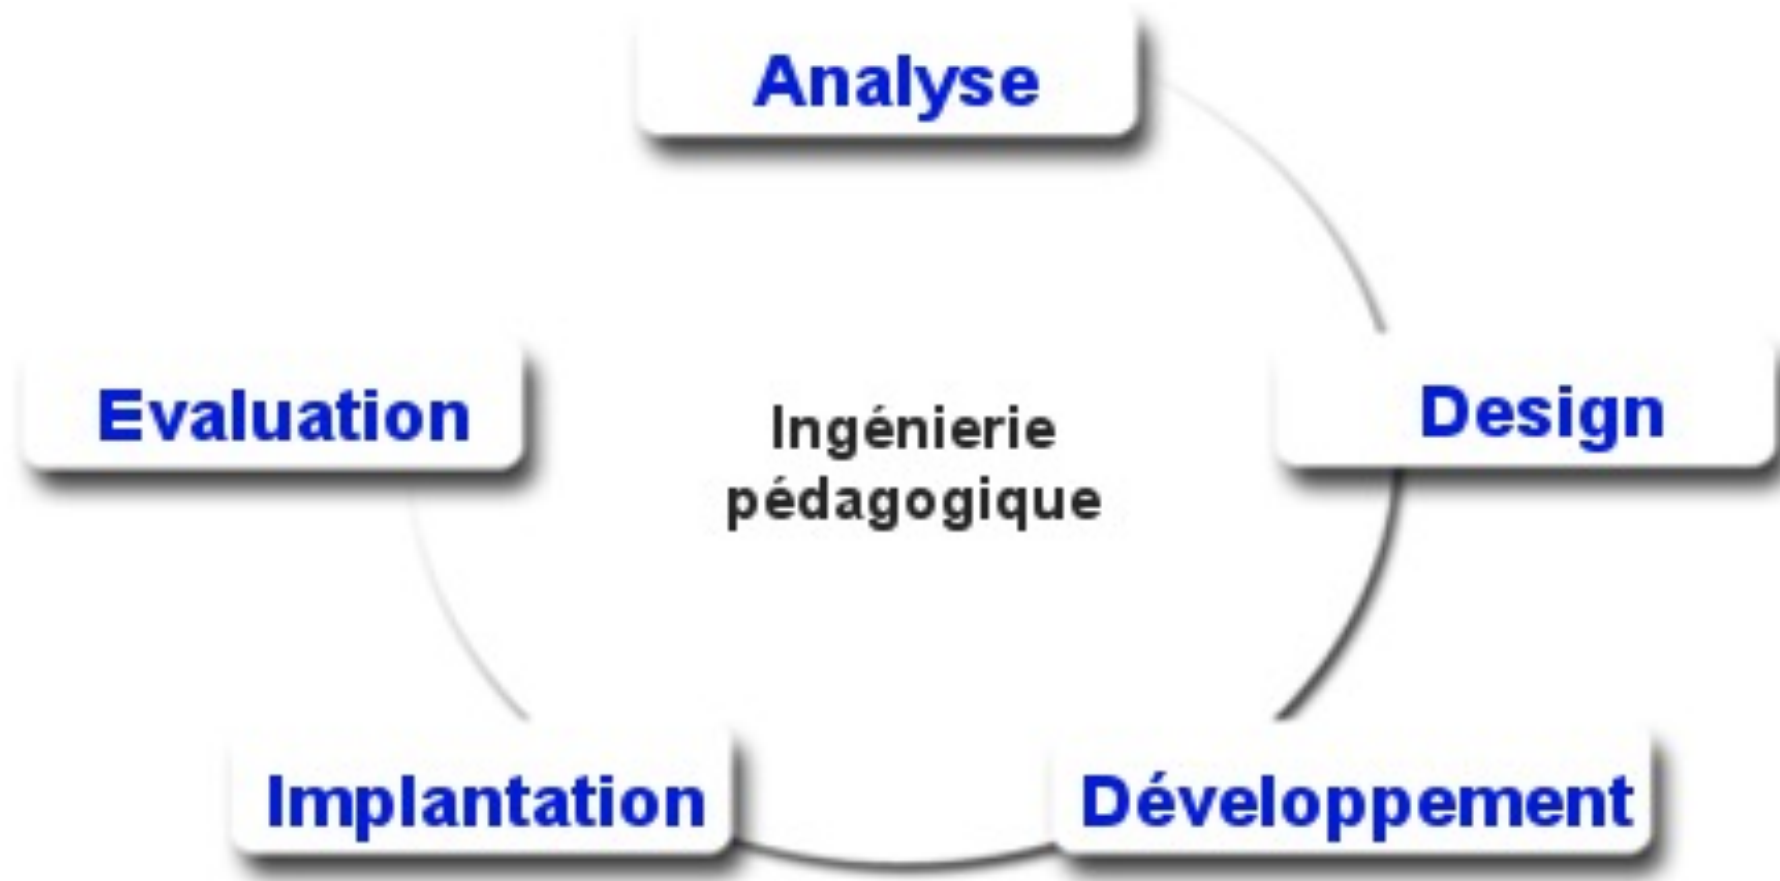 Analyse
Evaluation
Ingénierie
pédagogique
Design
Implantation
Développement